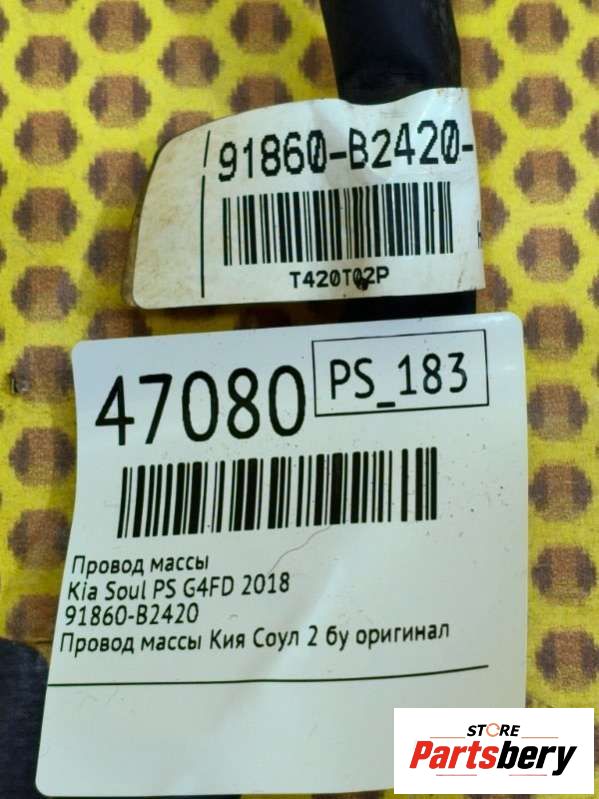 91860-B2420-
T420T02P
47080
PS_183
Провод массы
Kia Soul PS G4FD 2018
91860-B2420
Провод массы Кия Соул 2 бу оригинал
STORE
Partsbery